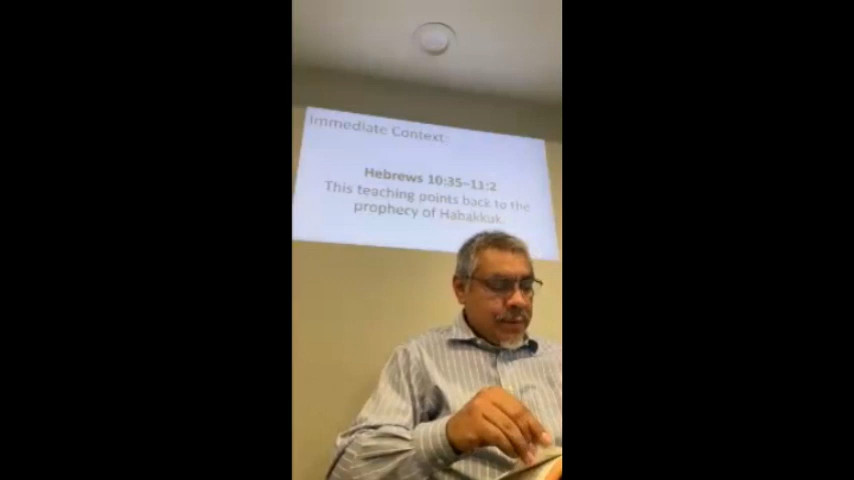 Immediate Context:
Hebrews 10:35–11:2
This teaching points back to the
prophecy of Habakkuk.